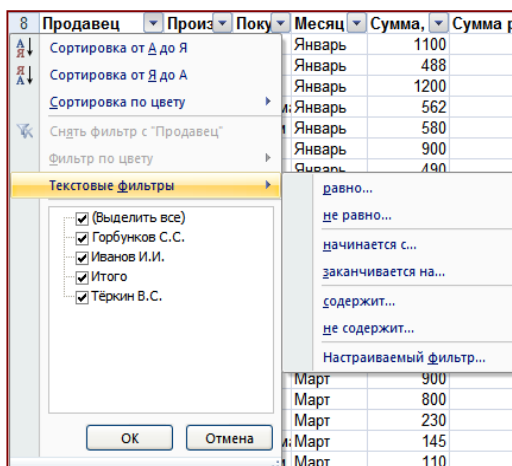 8 Продавец Произ Поку Месяц Сумма, Сумма р
Сортировка от А до Я Январь 1100
Январь 488
Сортировка от Я до А Январь 1200
Сортировка по цвету Январь 562
Снять фильтр с "Продавец" Январь 580
Фильтр по цвету Январь 900
Январь 490
Текстовые фильтры
равно...
(Выделить все) не равно...
Горбунков С.С. начинается с...
Иванов И.И. заканчивается на...
Итого
Тёркин В.С. содержит...
не содержит...
Настраиваемый фильтр...
Март 900
Март 800
Март 230
ОК Отмена Март 145
Март 110